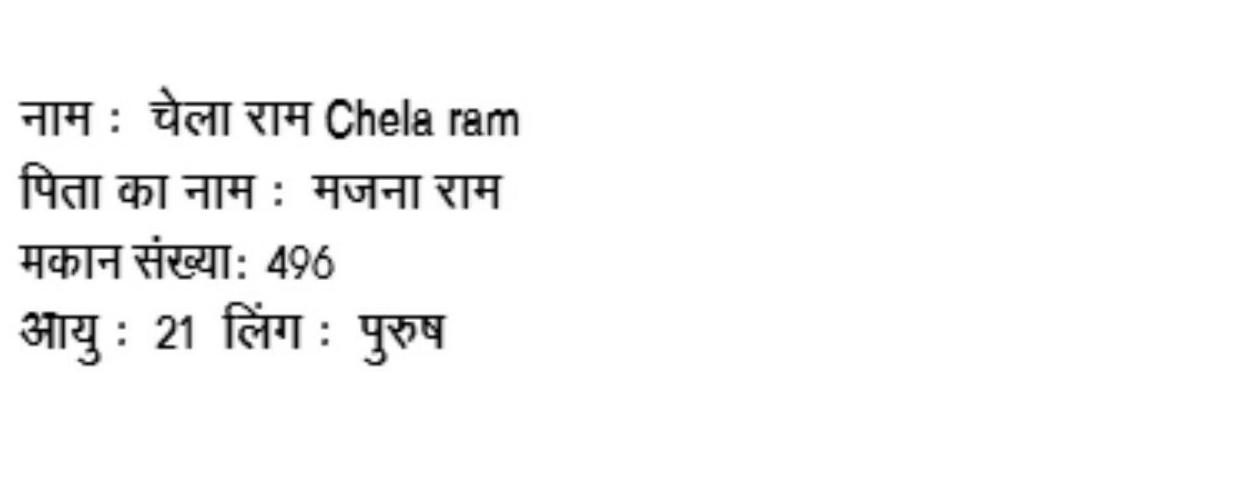 नाम : चेला राम Chela ram
पिता का नाम : मजना राम
मकान संख्या: 496
आयु : 21 लिंग : पुरुष